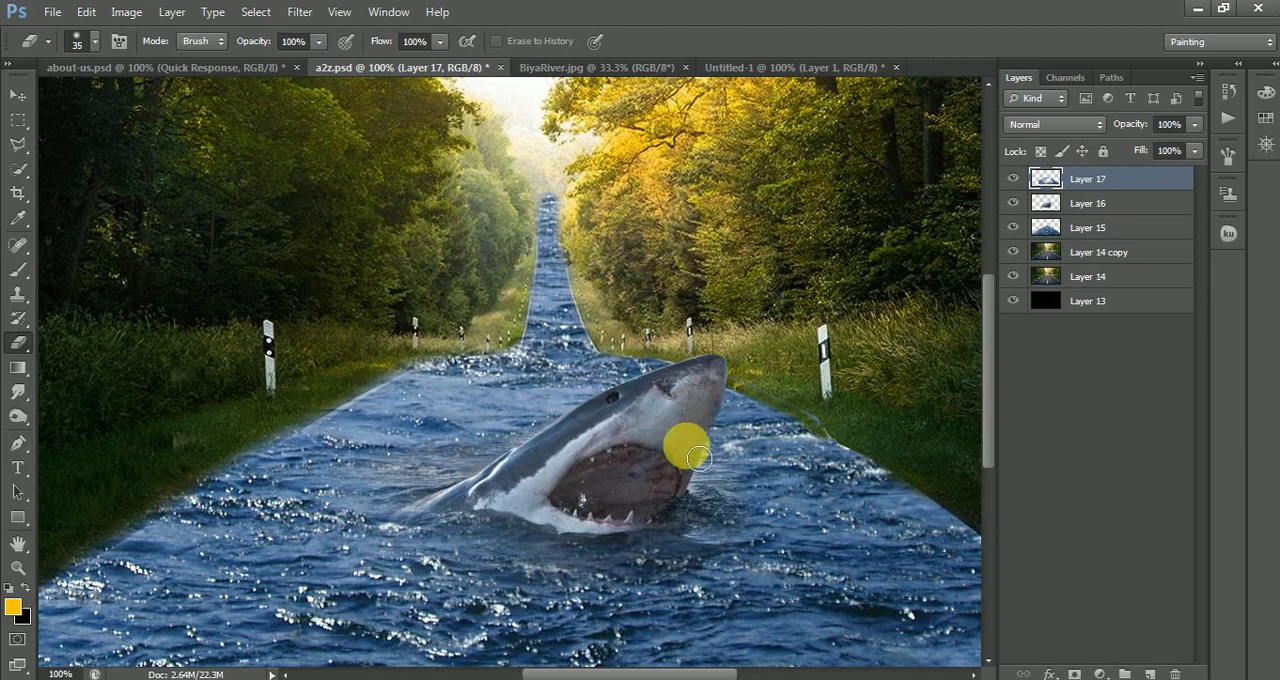 Ps File Edit Image Layer Type Select Filter View Window Help
35 Mode: Brush Opacity: 100% Flow: 100% Erase to History Painting
about-us.psd @ 100% (Quick Response, RGB/8) * × a2z.psd @ 100% (Layer 17, RGB/8) * × BiyaRiver.jpg @ 33.3% (RGB/8*) × Untitled-1 @ 100% (Layer 1, RGB/8) * ×
Layers Channels Paths
Kind
Normal Opacity: 100%
Lock: Fill: 100%
Layer 17
Layer 16
Layer 15
Layer 14 copy
Layer 14
Layer 13
ku
T
100% Doc: 2.64M/22.3M
fx